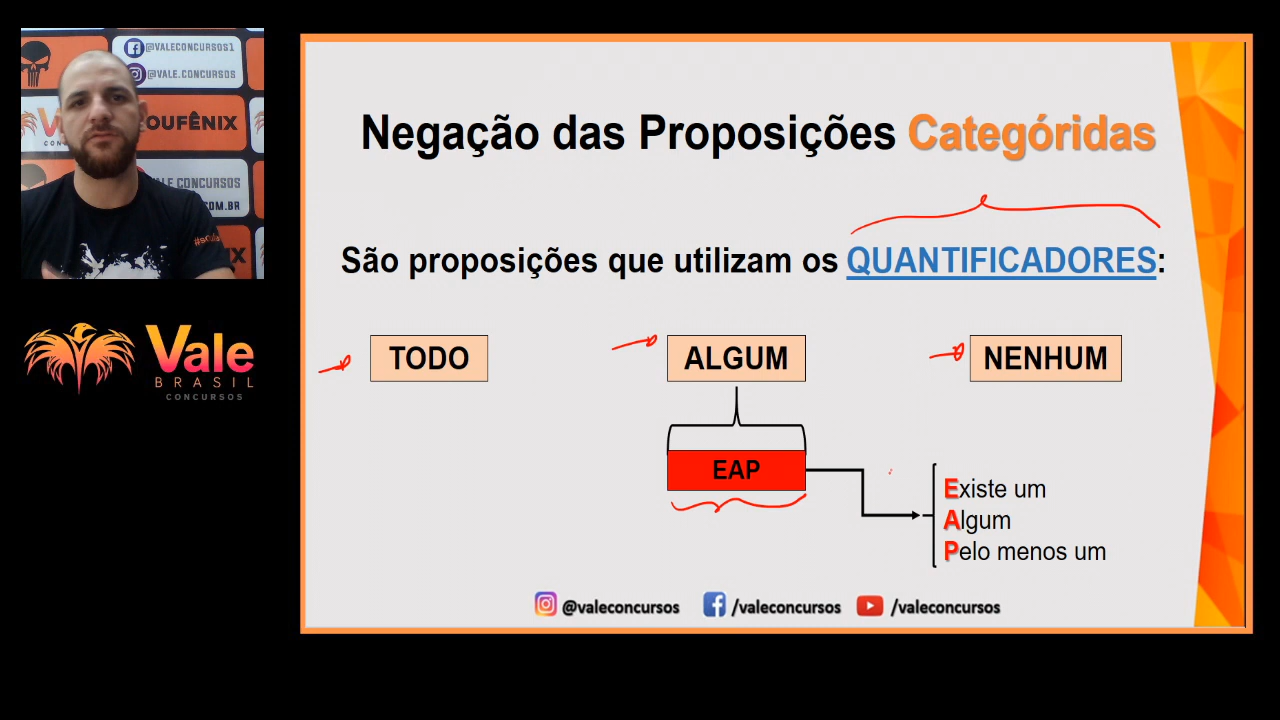 @VALECONCURSOS1
@VALE.CONCURSOS
OUFÊNIX
CONCURSOS
Vale
BRASIL
CONCURSOS
Negação das Proposições Categóridas
São proposições que utilizam os QUANTIFICADORES:
TODO
ALGUM
NENHUM
EAP
Existe um
Algum
Pelo menos um
@valeconcursos
/valeconcursos
/valeconcursos